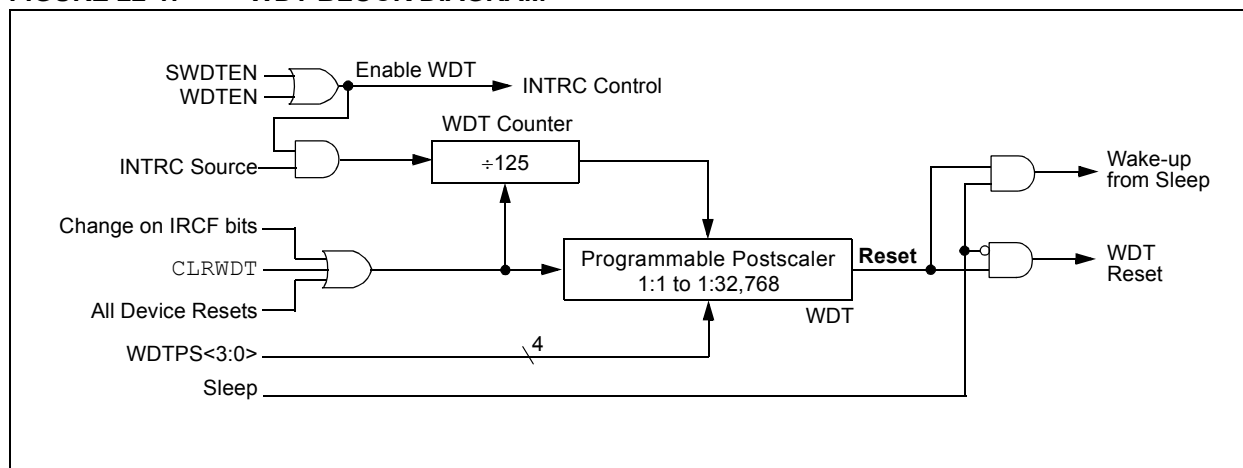 SWDTEN
WDTEN
Enable WDT
INTRC Control
WDT Counter
÷125
INTRC Source
Wake-up
from Sleep
Change on IRCF bits
CLRWDT
All Device Resets
Programmable Postscaler
1:1 to 1:32,768
Reset
WDT
WDT
Reset
WDTPS<3:0>
4
Sleep